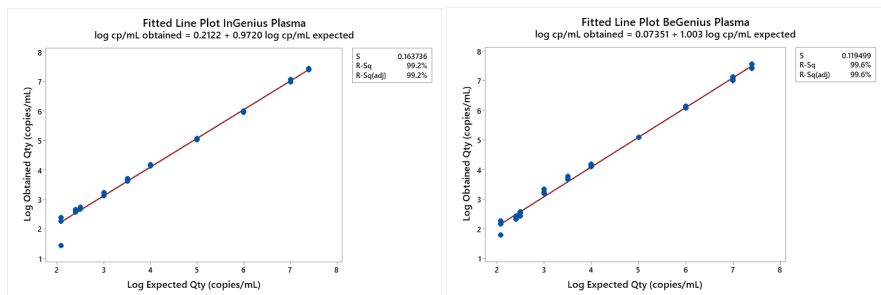 Fitted Line Plot InGenius Plasma
log cp/mL obtained = 0.2122 + 0.9720 log cp/mL expected
S 0.163736
R-Sq 99.2%
R-Sq(adj) 99.2%
8
7
6
5
4
3
2
1
Log Obtained Qty (copies/mL)
2 3 4 5 6 7 8
Log Expected Qty (copies/mL)
Fitted Line Plot BeGenius Plasma
log cp/mL obtained = 0.07351 + 1.003 log cp/mL expected
S 0.119499
R-Sq 99.6%
R-Sq(adj) 99.6%
8
7
6
5
4
3
2
1
Log Obtained Qty (copies/mL)
2 3 4 5 6 7 8
Log Expected Qty (copies/mL)